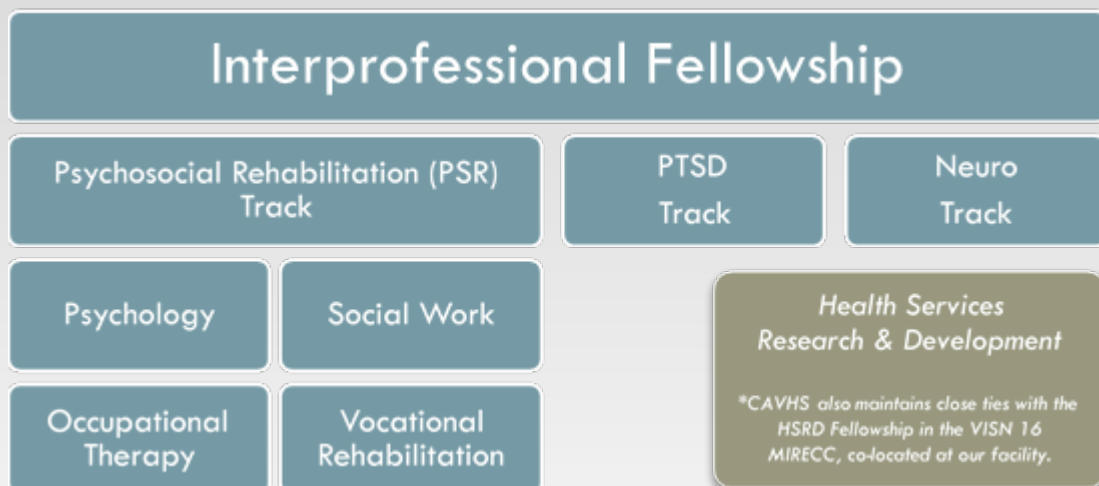 Interprofessional Fellowship
Psychosocial Rehabilitation (PSR)
Track
PTSD
Track
Neuro
Track
Psychology
Social Work
Occupational
Therapy
Vocational
Rehabilitation
Health Services
Research & Development
*CAVHS also maintains close ties with the
HSRD Fellowship in the VISN 16
MIRECC, co-located at our facility.